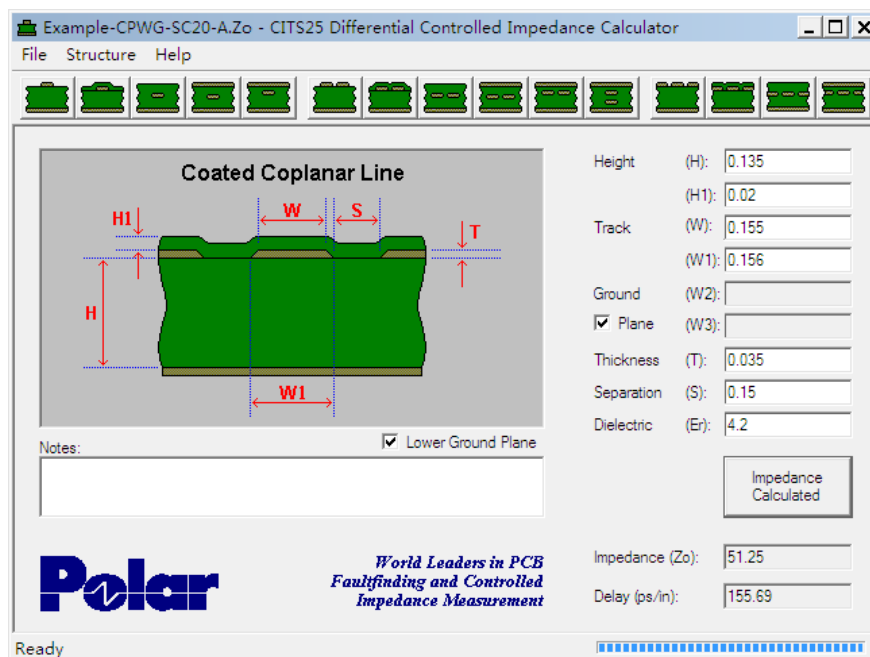 Example-CPWG-SC20-A.Zo - CITS25 Differential Controlled Impedance Calculator
File Structure Help
Coated Coplanar Line
W
S
H1
T
H
W1
Height (H): 0.135
(H1): 0.02
Track (W): 0.155
(W1): 0.156
Ground (W2):
Plane (W3):
Thickness (T): 0.035
Separation (S): 0.15
Dielectric (Er): 4.2
Notes:
Lower Ground Plane
Impedance
Calculated
Polar
World Leaders in PCB
Faultfinding and Controlled
Impedance Measurement
Impedance (Zo): 51.25
Delay (ps/in): 155.69
Ready